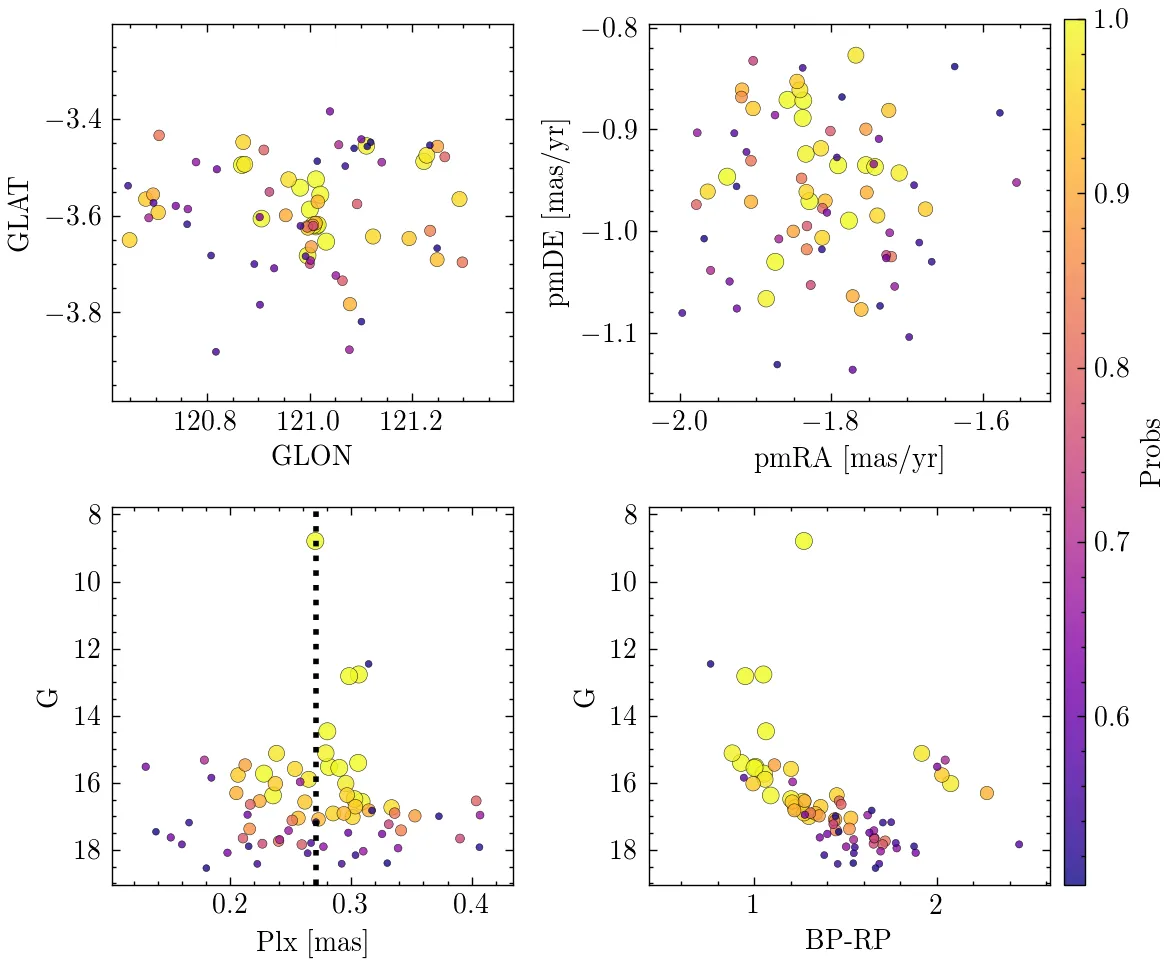 −3.4
−3.6
−3.8
GLAT
120.8 121.0 121.2
GLON
−0.8
−0.9
−1.0
−1.1
pmDE [mas/yr]
−2.0 −1.8 −1.6
pmRA [mas/yr]
8
10
12
14
16
18
G
0.2 0.3 0.4
Plx [mas]
8
10
12
14
16
18
G
1 2
BP-RP
1.0
0.9
0.8
0.7
0.6
Probs